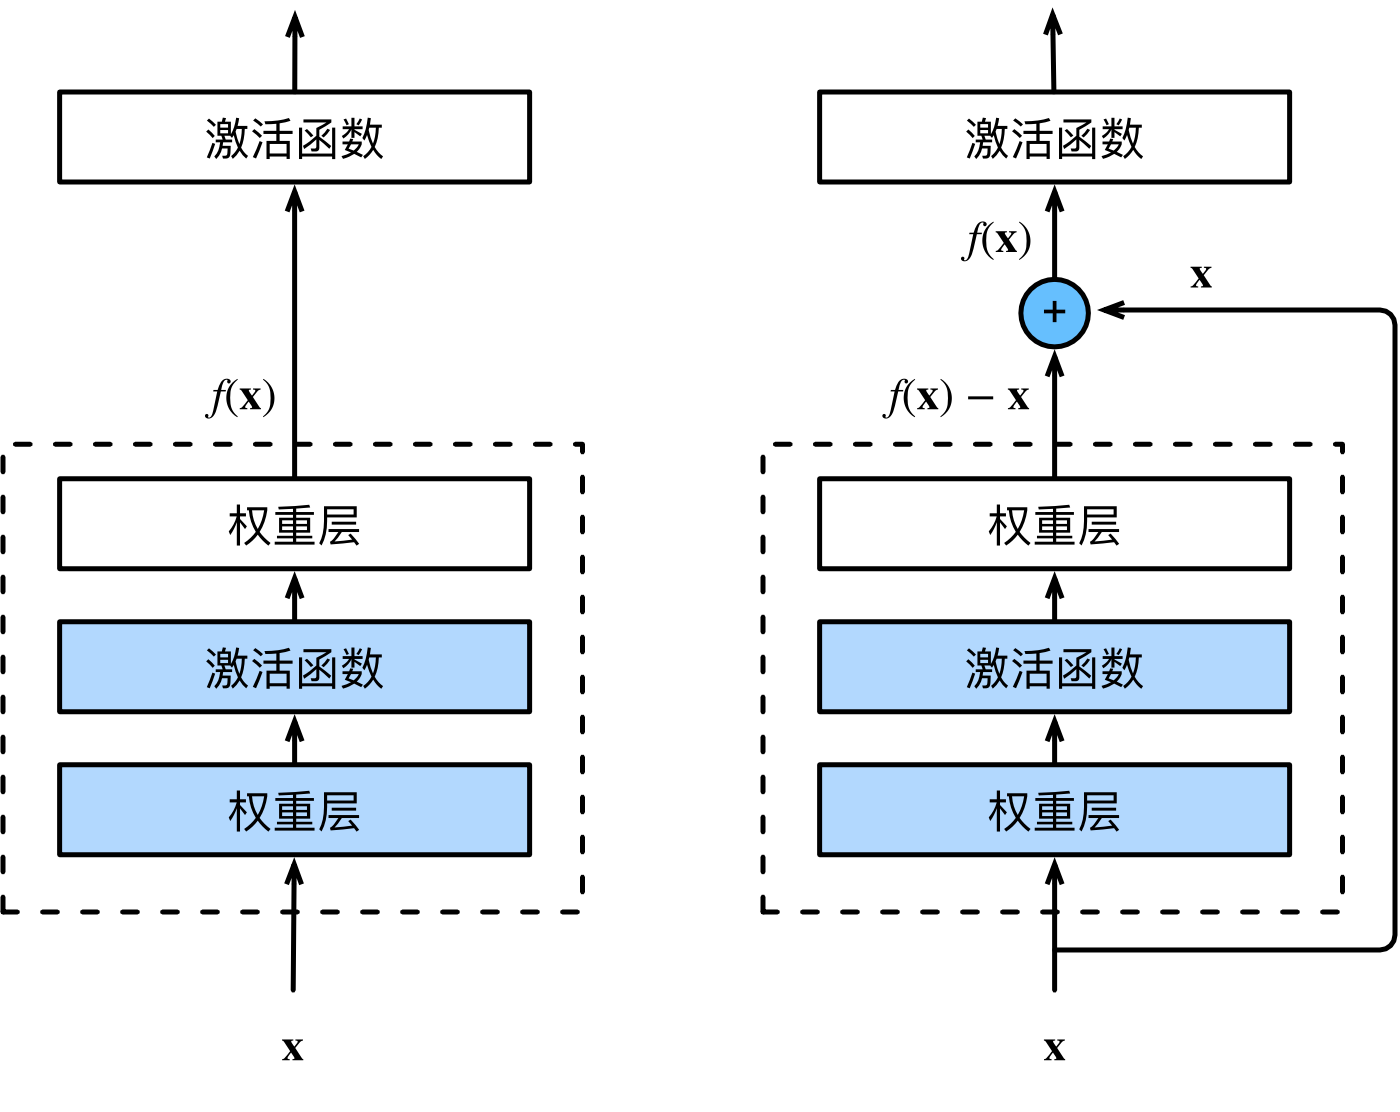 激活函数
f(x)
权重层
激活函数
权重层
x
激活函数
f(x)
x
+
f(x) − x
权重层
激活函数
权重层
x